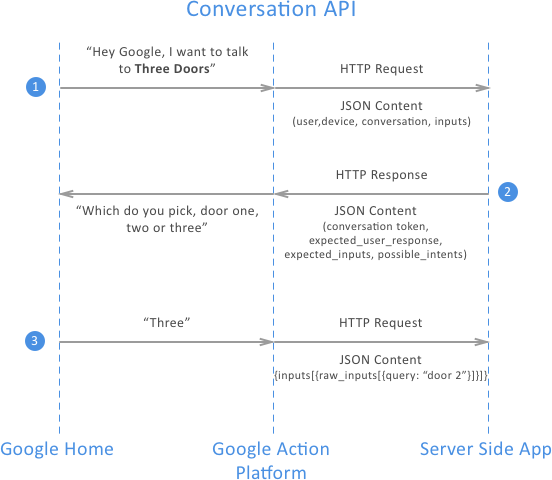 Conversation API
“Hey Google, I want to talk
to Three Doors”
HTTP Request
1
JSON Content
(user,device, conversation, inputs)
HTTP Response
2
“Which do you pick, door one,
two or three”
JSON Content
(conversation token,
expected_user_response,
expected_inputs, possible_intents)
“Three”
HTTP Request
3
JSON Content
{inputs[{raw_inputs[{query: “door 2”}]}]}
Google Home
Google Action
Platform
Server Side App